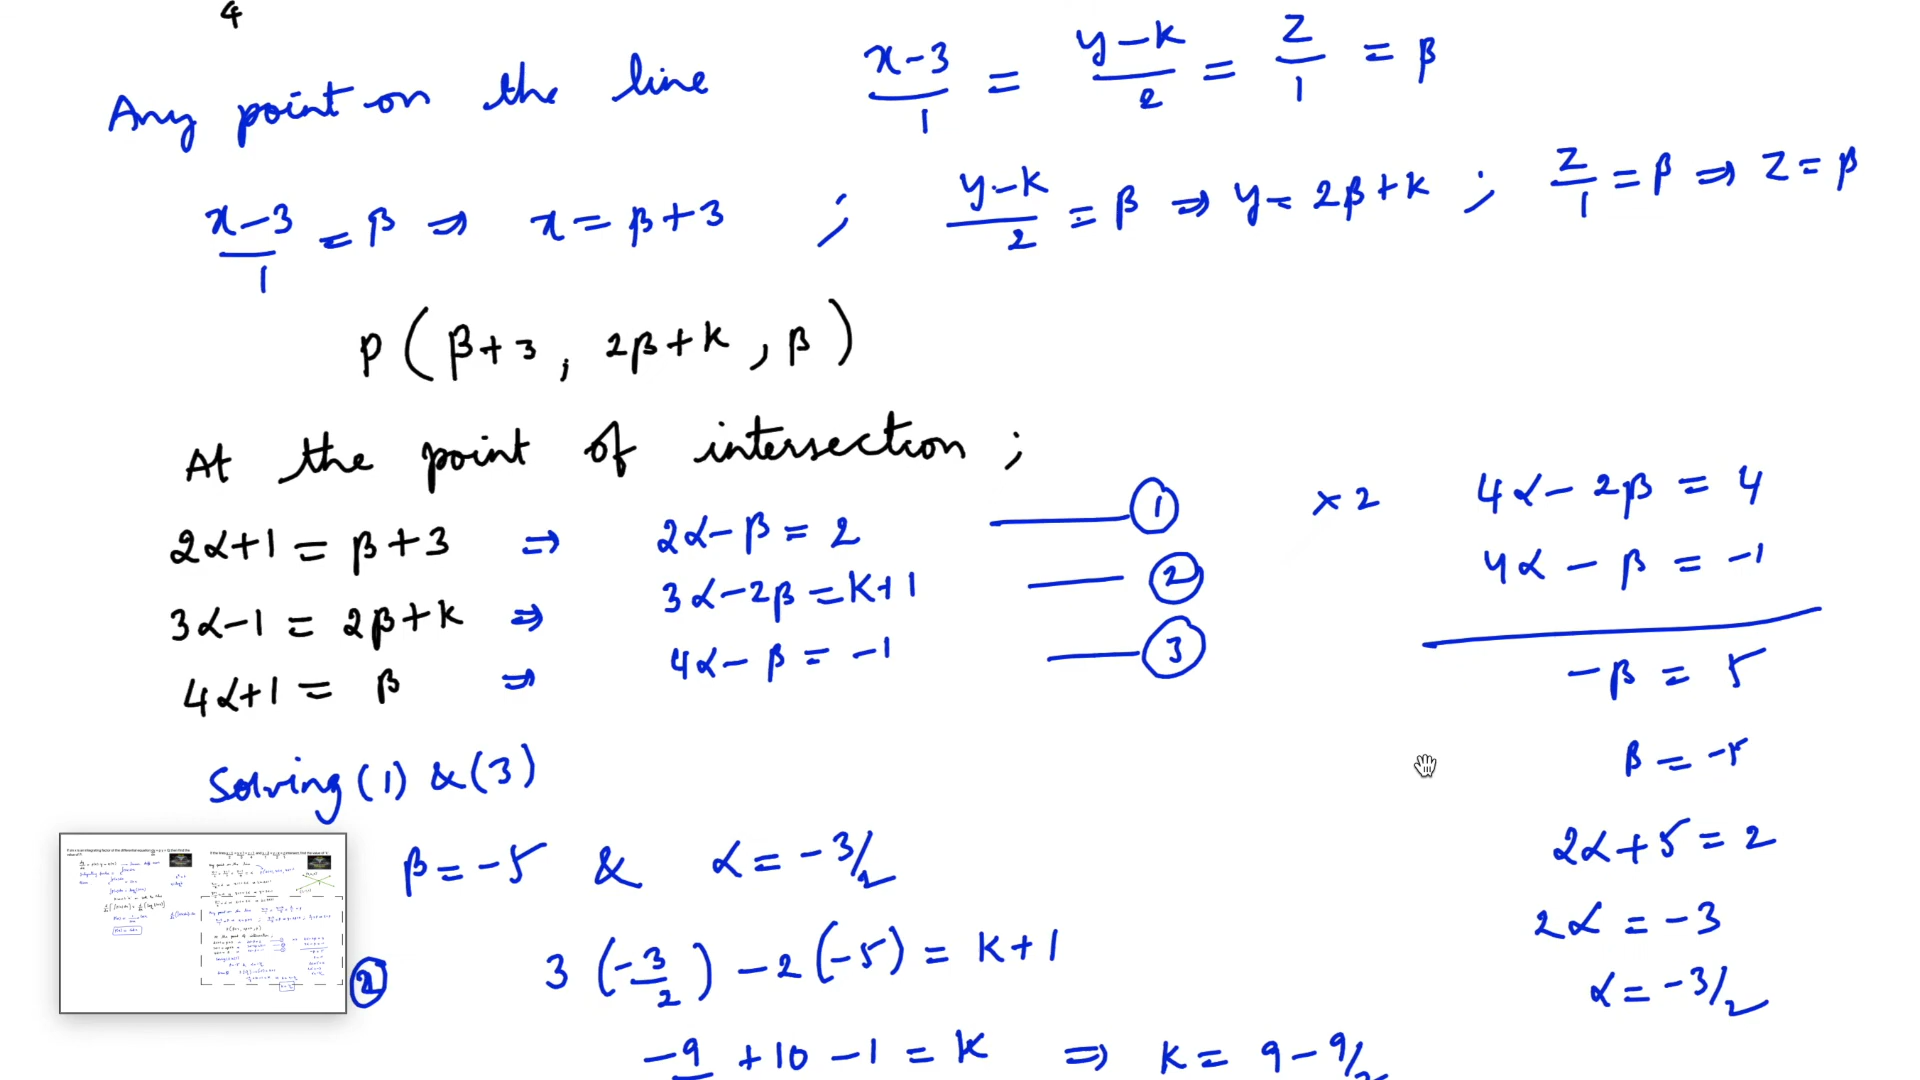 4
Any point on the line x-3/1 = y-k/2 = z/1 = β
x-3/1 = β ⇒ x = β+3 ; y-k/2 = β ⇒ y = 2β+k ; z/1 = β ⇒ z = β
P(β+3, 2β+k, β)
At the point of intersection ;
2α+1 = β+3 ⇒ 2α-β = 2 — ①
3α-1 = 2β+k ⇒ 3α-2β = k+1 — ②
4α+1 = β ⇒ 4α-β = -1 — ③
×2 4α-2β = 4
4α-β = -1
-β = 5
β = -5
2α+5 = 2
2α = -3
α = -3/2
Solving (1) & (3)
β = -5 & α = -3/2
② 3(-3/2) -2(-5) = k+1
-9 +10 -1 = k ⇒ k = 9-9/2